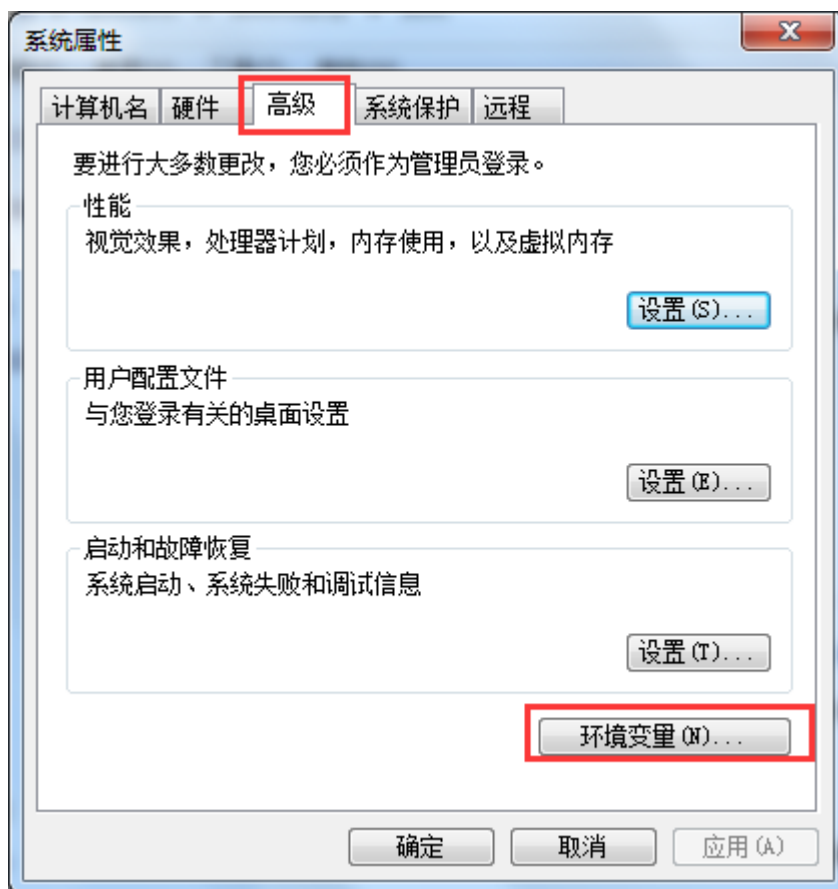 系统属性
计算机名 硬件 高级 系统保护 远程
要进行大多数更改，您必须作为管理员登录。
性能
视觉效果，处理器计划，内存使用，以及虚拟内存
设置(S)...
用户配置文件
与您登录有关的桌面设置
设置(E)...
启动和故障恢复
系统启动、系统失败和调试信息
设置(T)...
环境变量(N)...
确定 取消 应用(A)